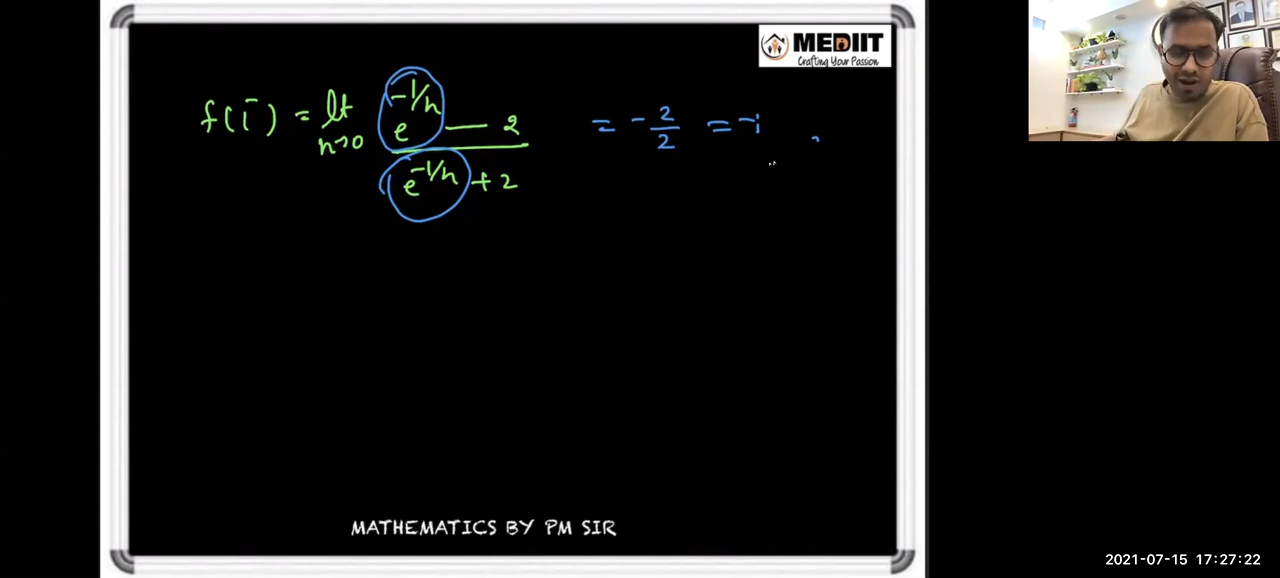 MEDIIT
Crafting Your Passion
f(1⁻) = lt h→0 (e^(-1/h) — 2) / (e^(-1/h) + 2) = -2/2 = -1 ,
MATHEMATICS BY PM SIR
2021-07-15 17:27:22